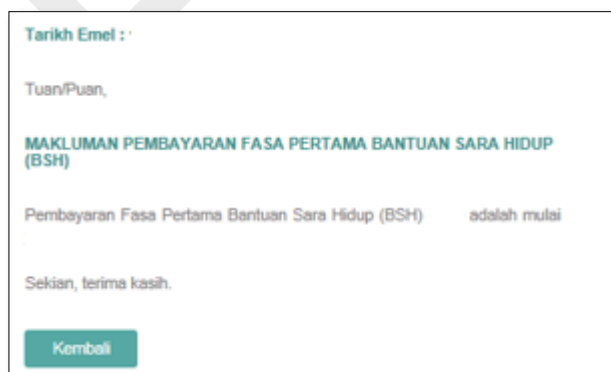 Tarikh Emel :
Tuan/Puan,
MAKLUMAN PEMBAYARAN FASA PERTAMA BANTUAN SARA HIDUP
(BSH)
Pembayaran Fasa Pertama Bantuan Sara Hidup (BSH) adalah mulai
Sekian, terima kasih.
Kembali